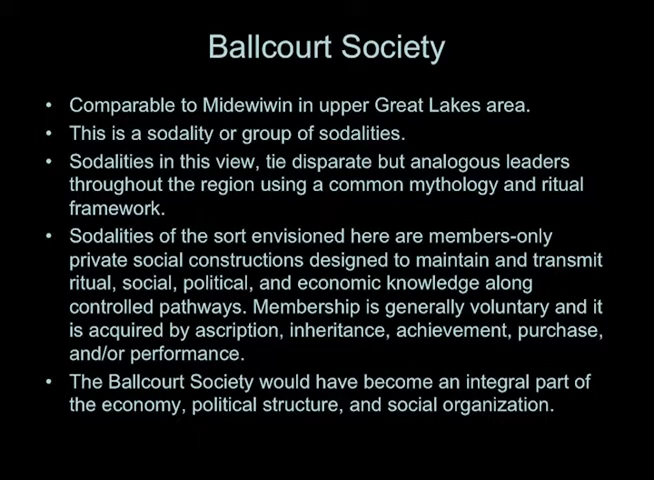 Ballcourt Society
• Comparable to Midewiwin in upper Great Lakes area.
• This is a sodality or group of sodalities.
• Sodalities in this view, tie disparate but analogous leaders
throughout the region using a common mythology and ritual
framework.
• Sodalities of the sort envisioned here are members-only
private social constructions designed to maintain and transmit
ritual, social, political, and economic knowledge along
controlled pathways. Membership is generally voluntary and it
is acquired by ascription, inheritance, achievement, purchase,
and/or performance.
• The Ballcourt Society would have become an integral part of
the economy, political structure, and social organization.